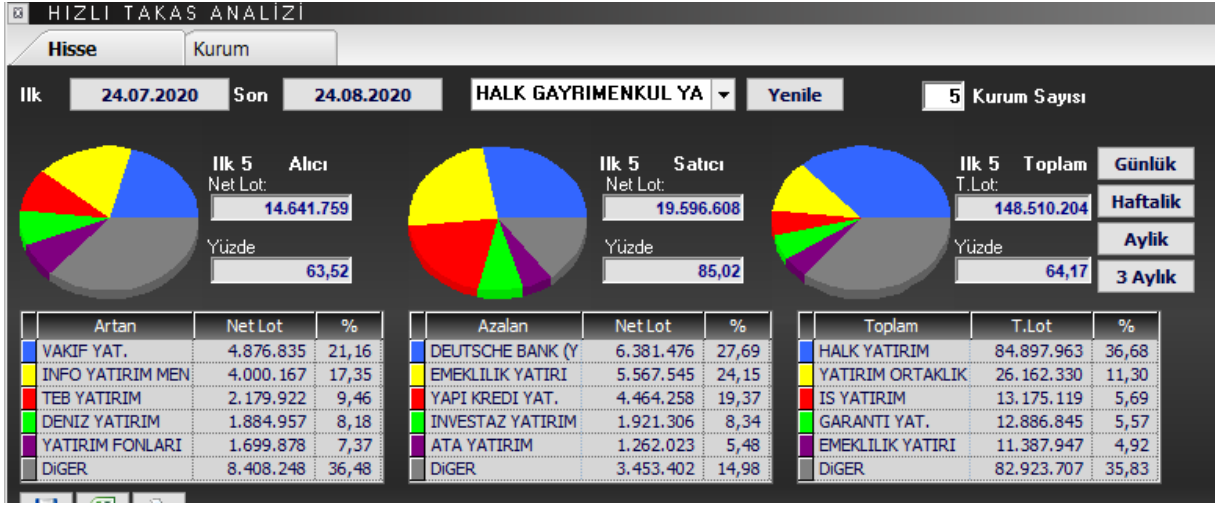 HIZLI TAKAS ANALİZİ
Hisse Kurum
Ilk 24.07.2020 Son 24.08.2020 HALK GAYRIMENKUL YA Yenile 5 Kurum Sayısı
Ilk 5 Alıcı
Net Lot:
14.641.759
Yüzde
63,52
Ilk 5 Satıcı
Net Lot:
19.596.608
Yüzde
85,02
Ilk 5 Toplam
T.Lot:
148.510.204
Yüzde
64,17
Günlük
Haftalik
Aylik
3 Aylık
Artan Net Lot %
VAKIF YAT. 4.876.835 21,16
INFO YATIRIM MEN 4.000.167 17,35
TEB YATIRIM 2.179.922 9,46
DENIZ YATIRIM 1.884.957 8,18
YATIRIM FONLARI 1.699.878 7,37
DiGER 8.408.248 36,48
Azalan Net Lot %
DEUTSCHE BANK (Y 6.381.476 27,69
EMEKLILIK YATIRI 5.567.545 24,15
YAPI KREDI YAT. 4.464.258 19,37
INVESTAZ YATIRIM 1.921.306 8,34
ATA YATIRIM 1.262.023 5,48
DiGER 3.453.402 14,98
Toplam T.Lot %
HALK YATIRIM 84.897.963 36,68
YATIRIM ORTAKLIK 26.162.330 11,30
IS YATIRIM 13.175.119 5,69
GARANTI YAT. 12.886.845 5,57
EMEKLILIK YATIRI 11.387.947 4,92
DiGER 82.923.707 35,83